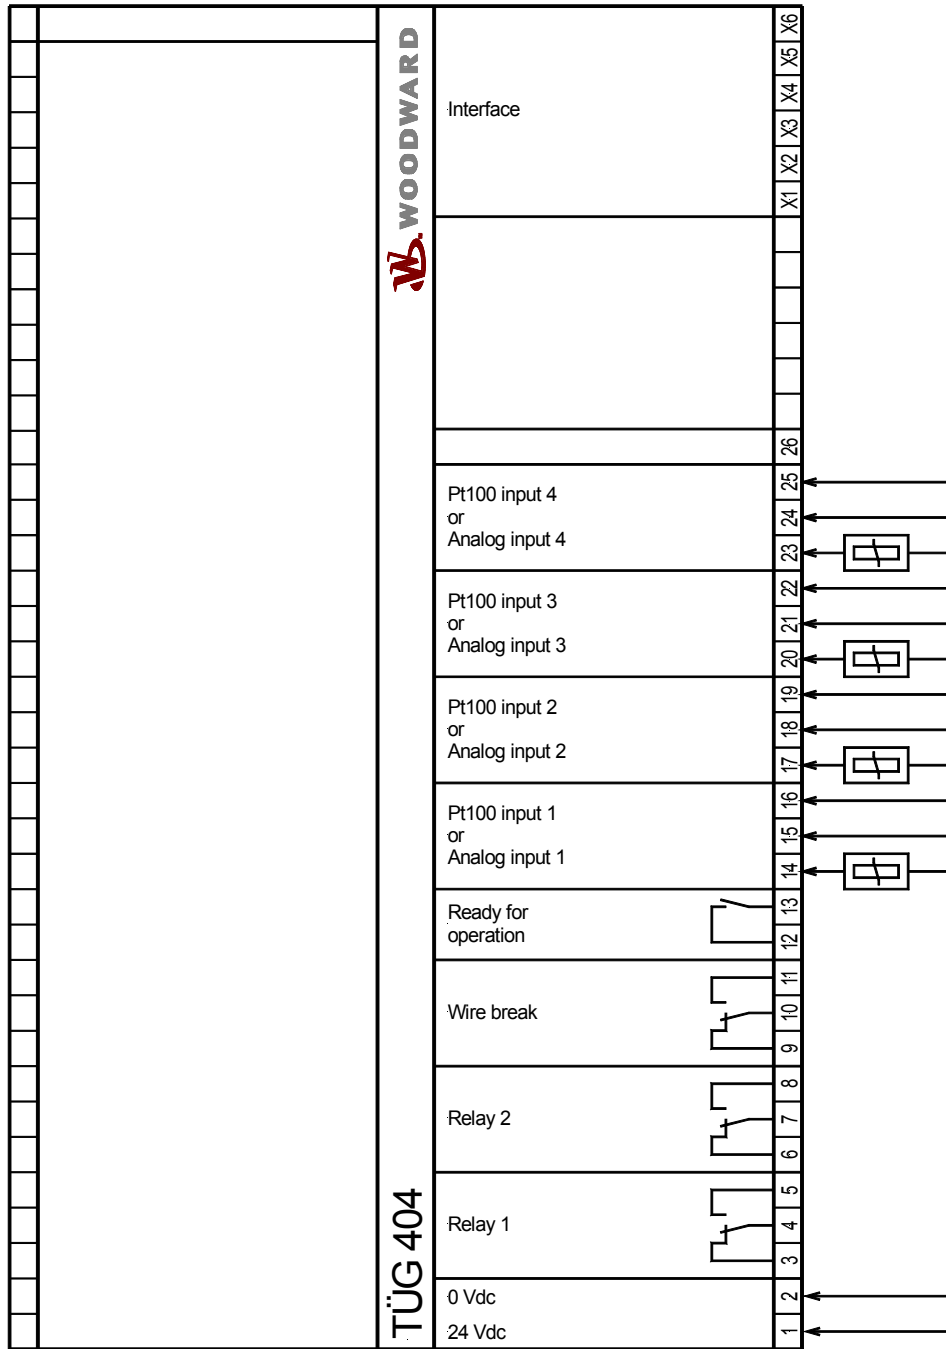 X6
X5
X4
X3
X2
X1
WOODWARD
Interface
26
Pt100 input 4
or
Analog input 4
25
24
23
Pt100 input 3
or
Analog input 3
22
21
20
Pt100 input 2
or
Analog input 2
19
18
17
Pt100 input 1
or
Analog input 1
16
15
14
Ready for
operation
13
12
Wire break
11
10
9
Relay 2
8
7
6
Relay 1
5
4
3
0 Vdc
2
24 Vdc
1
TÜG 404